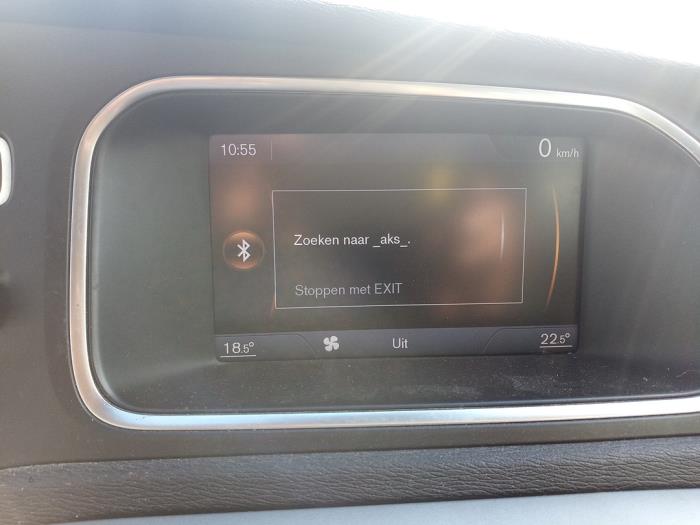 10:55 0 km/h
Zoeken naar _aks_.
Stoppen met EXIT
18.5° Uit 22.5°